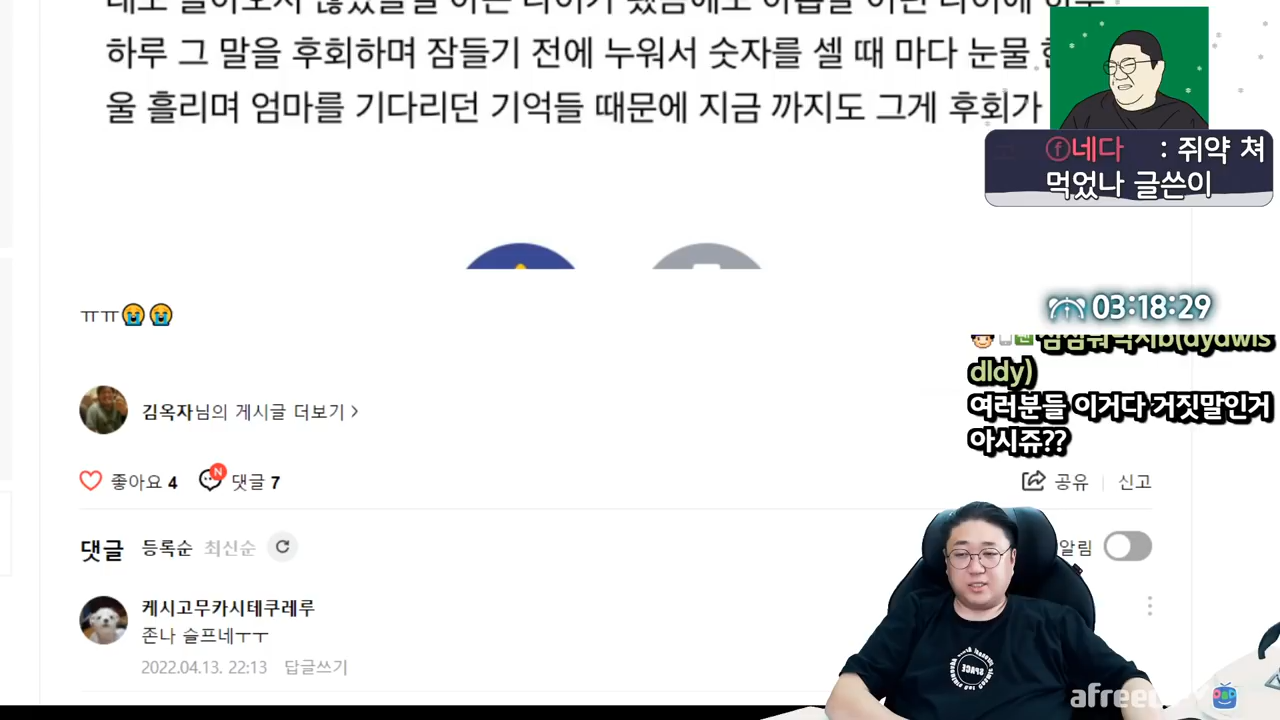 하루 그 말을 후회하며 잠들기 전에 누워서 숫자를 셀 때 마다 눈물
울 흘리며 엄마를 기다리던 기억들 때문에 지금 까지도 그게 후회가
ⓕ네다 : 쥐약 쳐
먹었나 글쓴이
ㅠㅠ😭😭
03:18:29
dldy)
여러분들 이거다 거짓말인거
아시쥬??
김옥자님의 게시글 더보기 >
좋아요 4 N 댓글 7
공유 신고
댓글 등록순 최신순
알림
케시고무카시테쿠레루
존나 슬프네ㅜㅜ
2022.04.13. 22:13 답글쓰기
SPACE